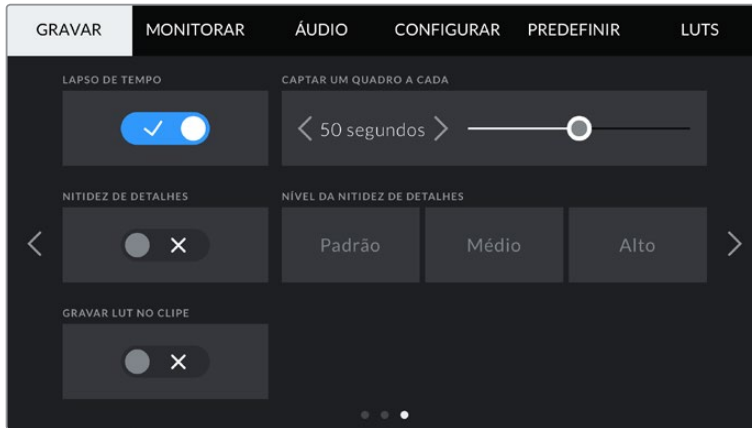 GRAVAR MONITORAR ÁUDIO CONFIGURAR PREDEFINIR LUTS
LAPSO DE TEMPO CAPTAR UM QUADRO A CADA
50 segundos
NITIDEZ DE DETALHES NÍVEL DA NITIDEZ DE DETALHES
Padrão Médio Alto
GRAVAR LUT NO CLIPE